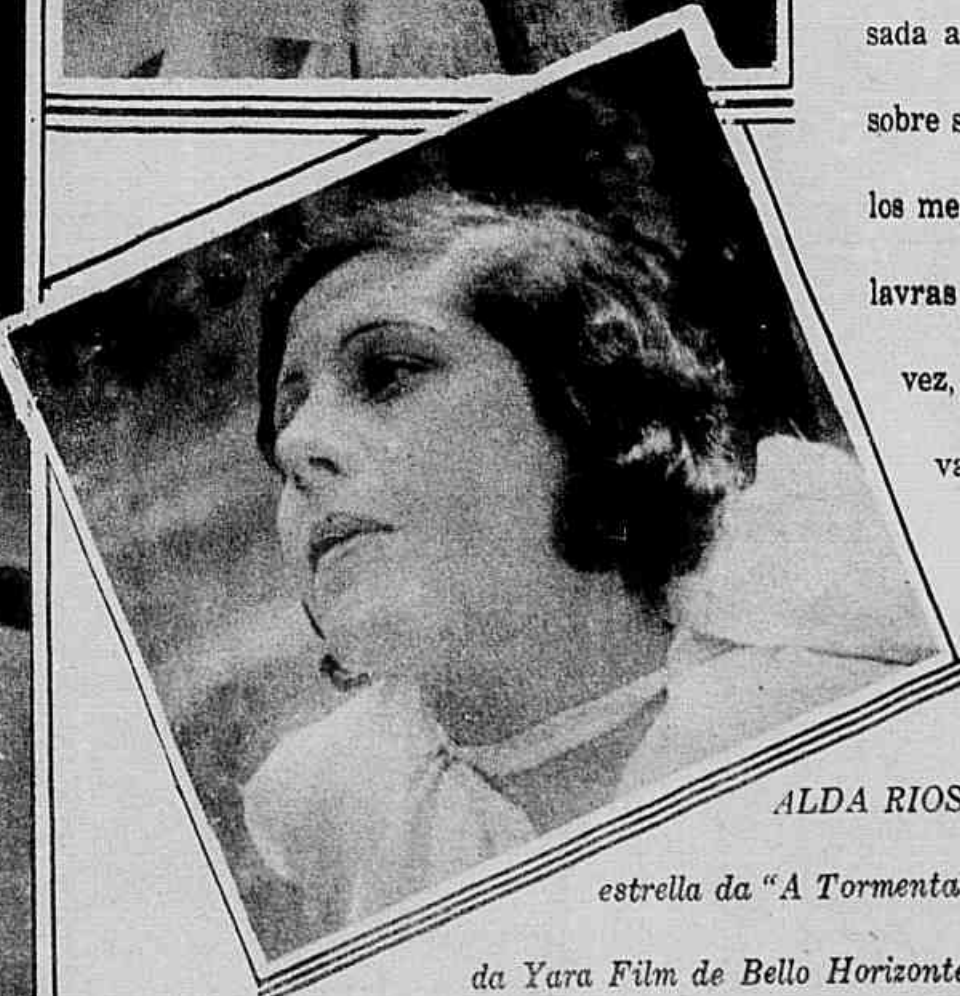 sada a
sobre s
los me
lavras
vez,
va
ALDA RIOS
estrella da "A Tormenta
da Yara Film de Bello Horizonte